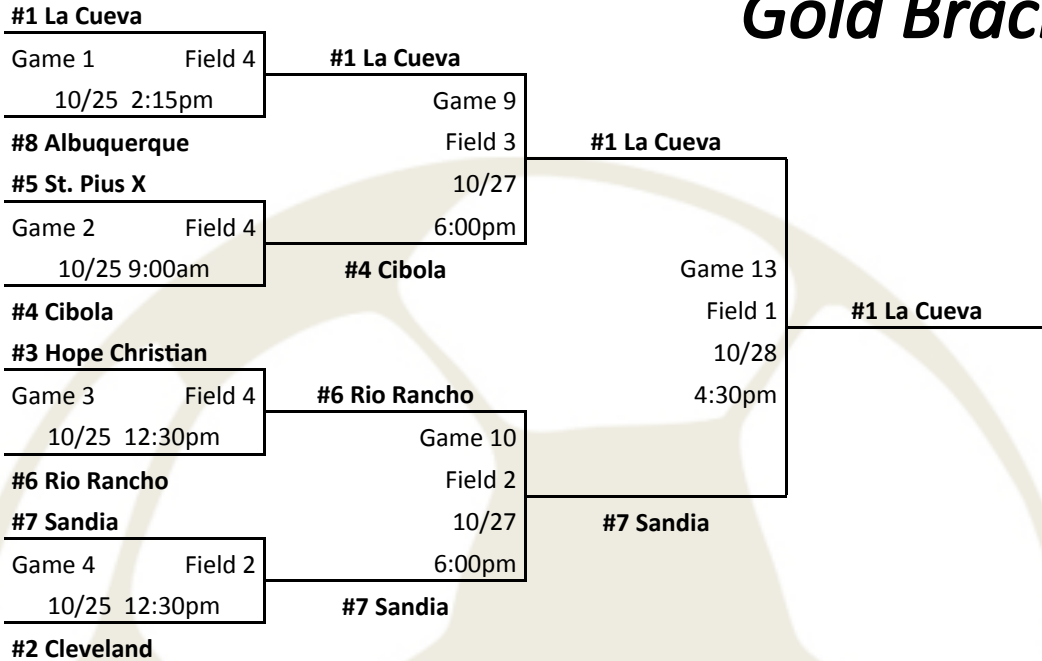 Gold
#1 La Cueva
Game 1 Field 4
10/25 2:15pm
#8 Albuquerque
#5 St. Pius X
Game 2 Field 4
10/25 9:00am
#4 Cibola
#3 Hope Christian
Game 3 Field 4
10/25 12:30pm
#6 Rio Rancho
#7 Sandia
Game 4 Field 2
10/25 12:30pm
#2 Cleveland
#1 La Cueva
Game 9
Field 3
10/27
6:00pm
#4 Cibola
#6 Rio Rancho
Game 10
Field 2
10/27
6:00pm
#7 Sandia
#1 La Cueva
Game 13
Field 1
10/28
4:30pm
#7 Sandia
#1 La Cueva